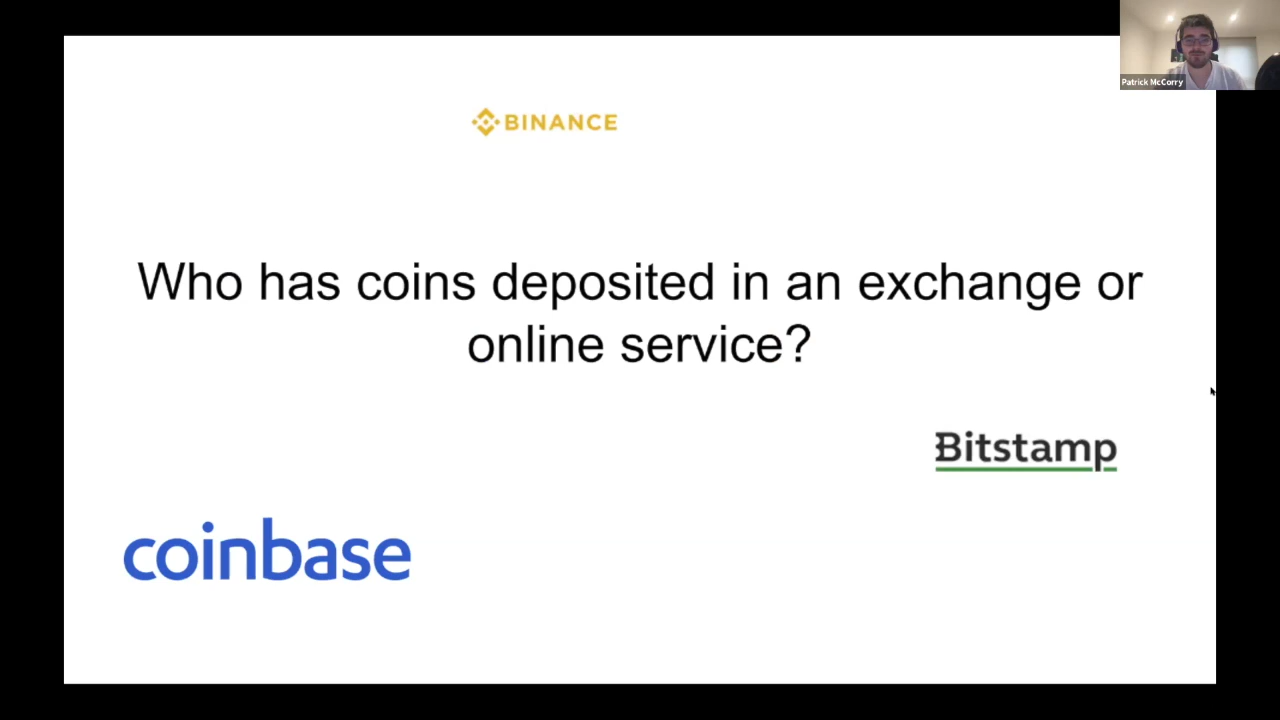 Patrick McCorry
BINANCE
Who has coins deposited in an exchange or
online service?
Bitstamp
coinbase